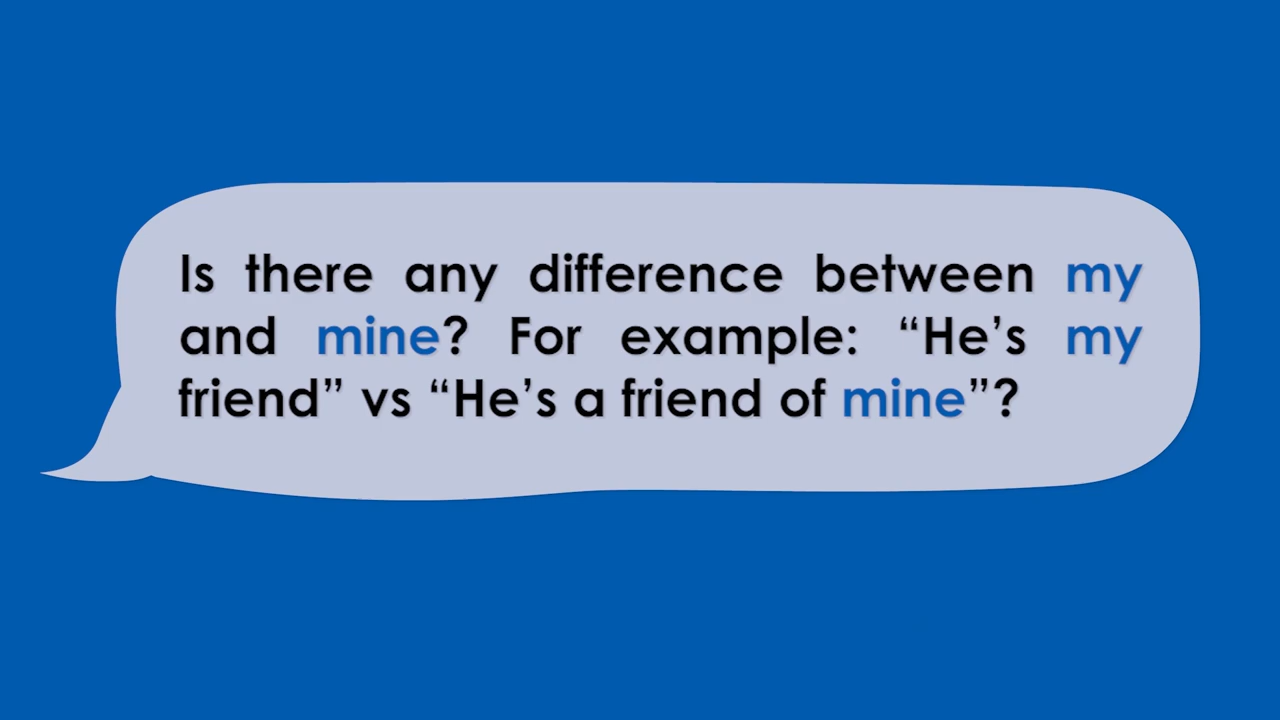 Is there any difference between my
and mine? For example: “He’s my
friend” vs “He’s a friend of mine”?